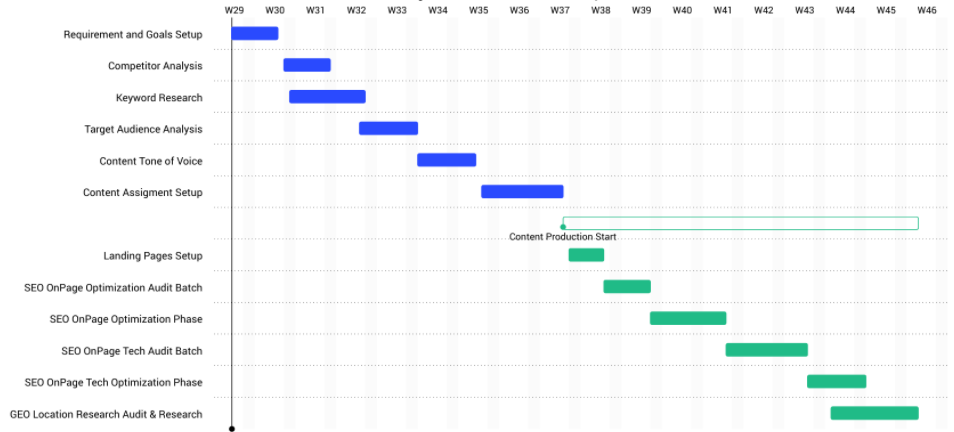 W29 W30 W31 W32 W33 W34 W35 W36 W37 W38 W39 W40 W41 W42 W43 W44 W45 W46
Requirement and Goals Setup
Competitor Analysis
Keyword Research
Target Audience Analysis
Content Tone of Voice
Content Assigment Setup
Content Production Start
Landing Pages Setup
SEO OnPage Optimization Audit Batch
SEO OnPage Optimization Phase
SEO OnPage Tech Audit Batch
SEO OnPage Tech Optimization Phase
GEO Location Research Audit & Research